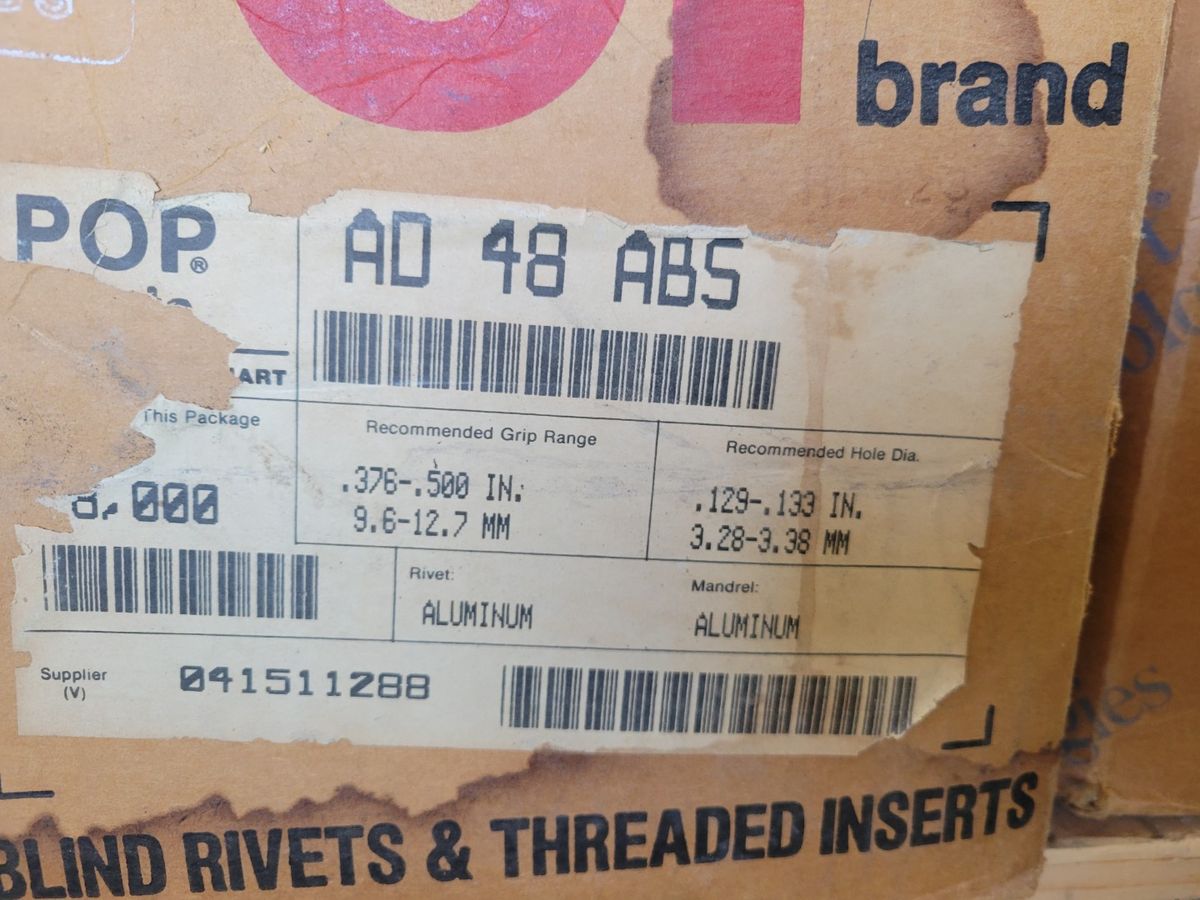 brand
POP®
AD 48 ABS
ART
This Package
Recommended Grip Range
Recommended Hole Dia.
,000
.376-.500 IN.
9.6-12.7 MM
.129-.133 IN.
3.28-3.38 MM
Rivet:
ALUMINUM
Mandrel:
ALUMINUM
Supplier
(V)
041511288
BLIND RIVETS & THREADED INSERTS